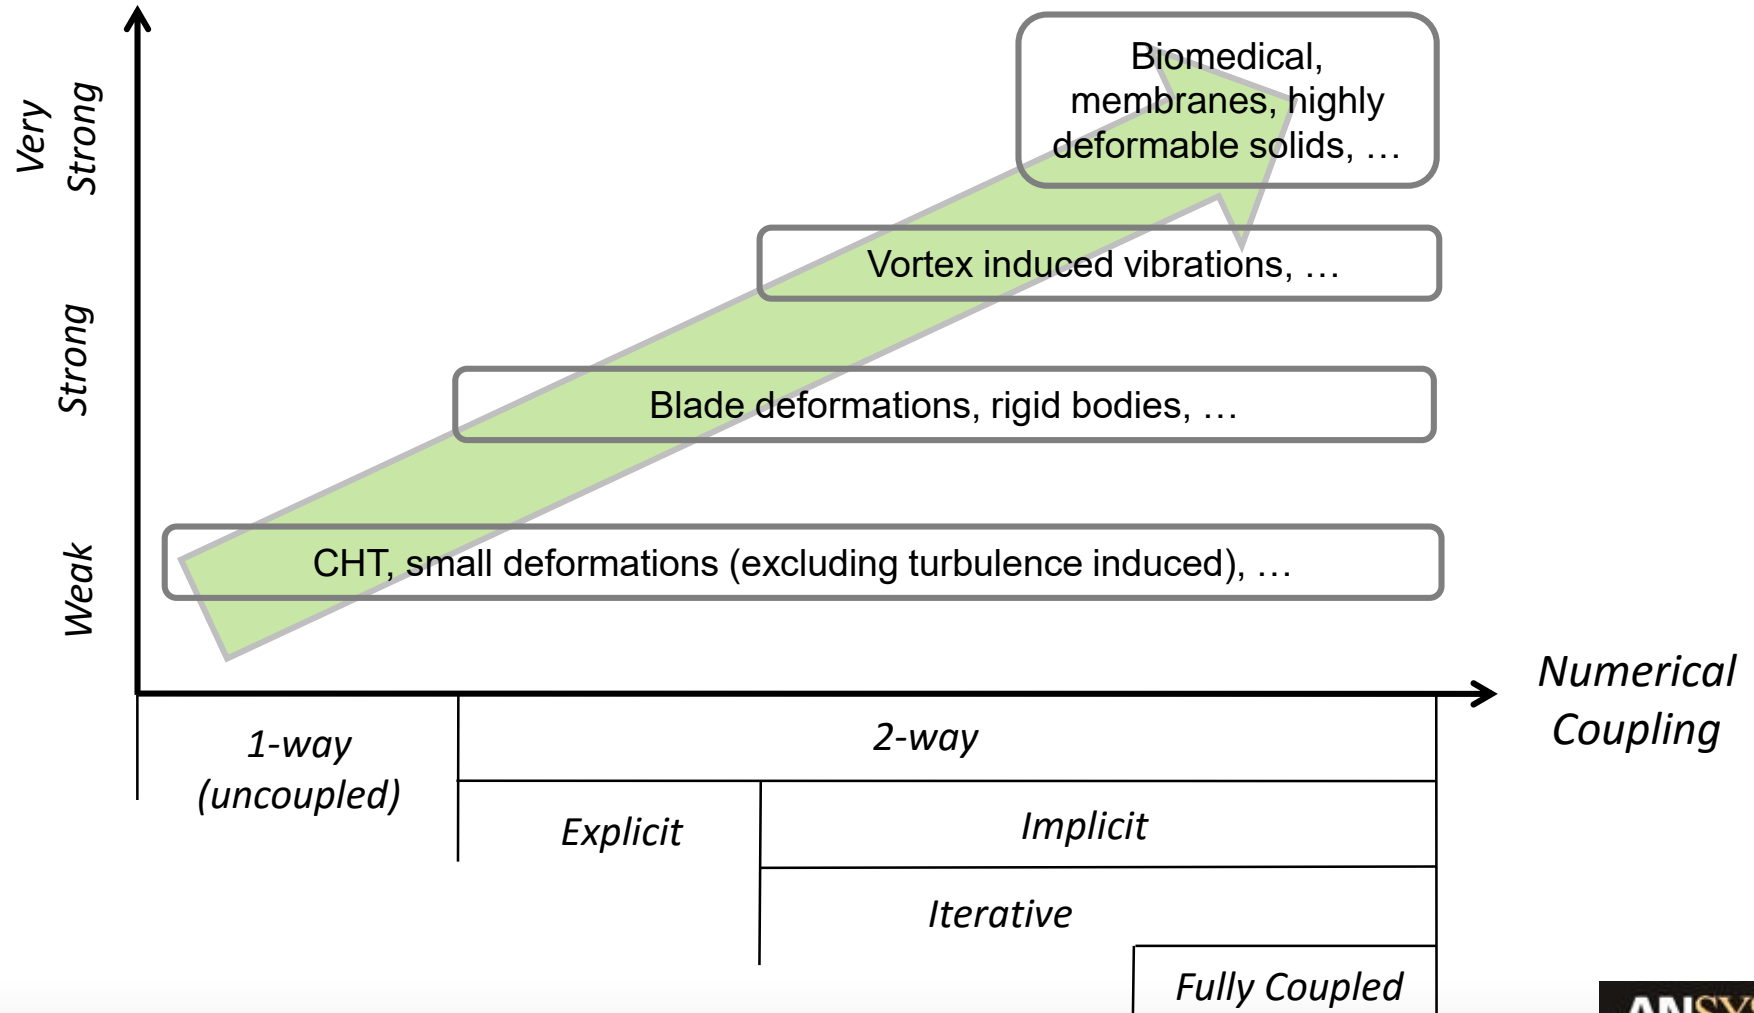 Very
Strong
Biomedical,
membranes, highly
deformable solids, …
Vortex induced vibrations, …
Strong
Blade deformations, rigid bodies, …
Weak
CHT, small deformations (excluding turbulence induced), …
Numerical
Coupling
1-way
(uncoupled)
2-way
Explicit
Implicit
Iterative
Fully Coupled
ANSYS